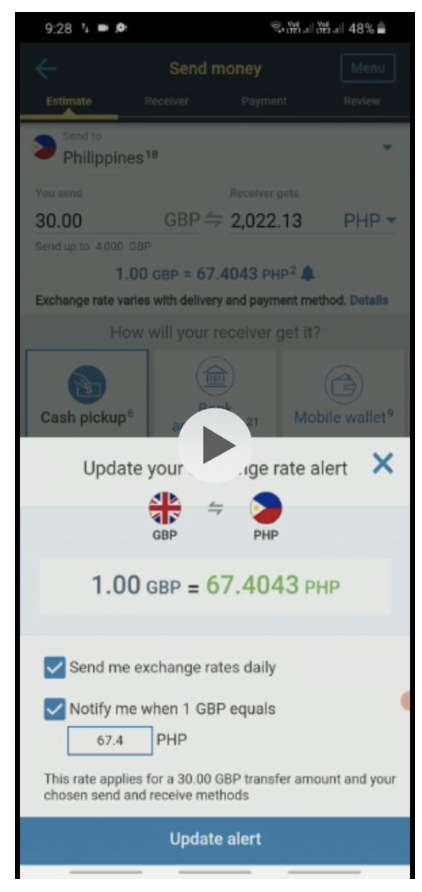 9:28 48%
Send money Menu
Estimate Receiver Payment Review
Send to
Philippines18
You send Receiver gets
30.00 GBP 2,022.13 PHP
Send up to 4,000 GBP
1.00 GBP = 67.4043 PHP2
Exchange rate varies with delivery and payment method. Details
How will your receiver get it?
Cash pickup6 Bank 21 Mobile wallet9
Update your rate alert
GBP PHP
1.00 GBP = 67.4043 PHP
Send me exchange rates daily
Notify me when 1 GBP equals
67.4 PHP
This rate applies for a 30.00 GBP transfer amount and your
chosen send and receive methods
Update alert